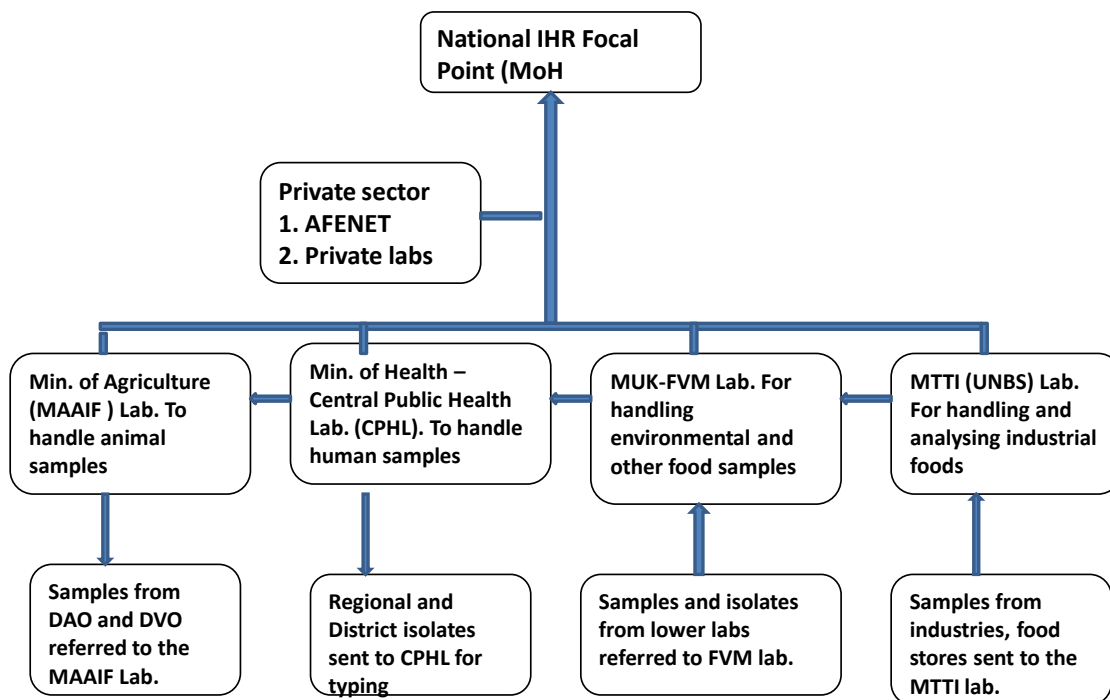 National IHR Focal
Point (MoH
Private sector
1. AFENET
2. Private labs
Min. of Agriculture
(MAAIF ) Lab. To
handle animal
samples
Min. of Health –
Central Public Health
Lab. (CPHL). To handle
human samples
MUK-FVM Lab. For
handling
environmental and
other food samples
MTTI (UNBS) Lab.
For handling and
analysing industrial
foods
Samples from
DAO and DVO
referred to the
MAAIF Lab.
Regional and
District isolates
sent to CPHL for
typing
Samples and isolates
from lower labs
referred to FVM lab.
Samples from
industries, food
stores sent to the
MTTI lab.